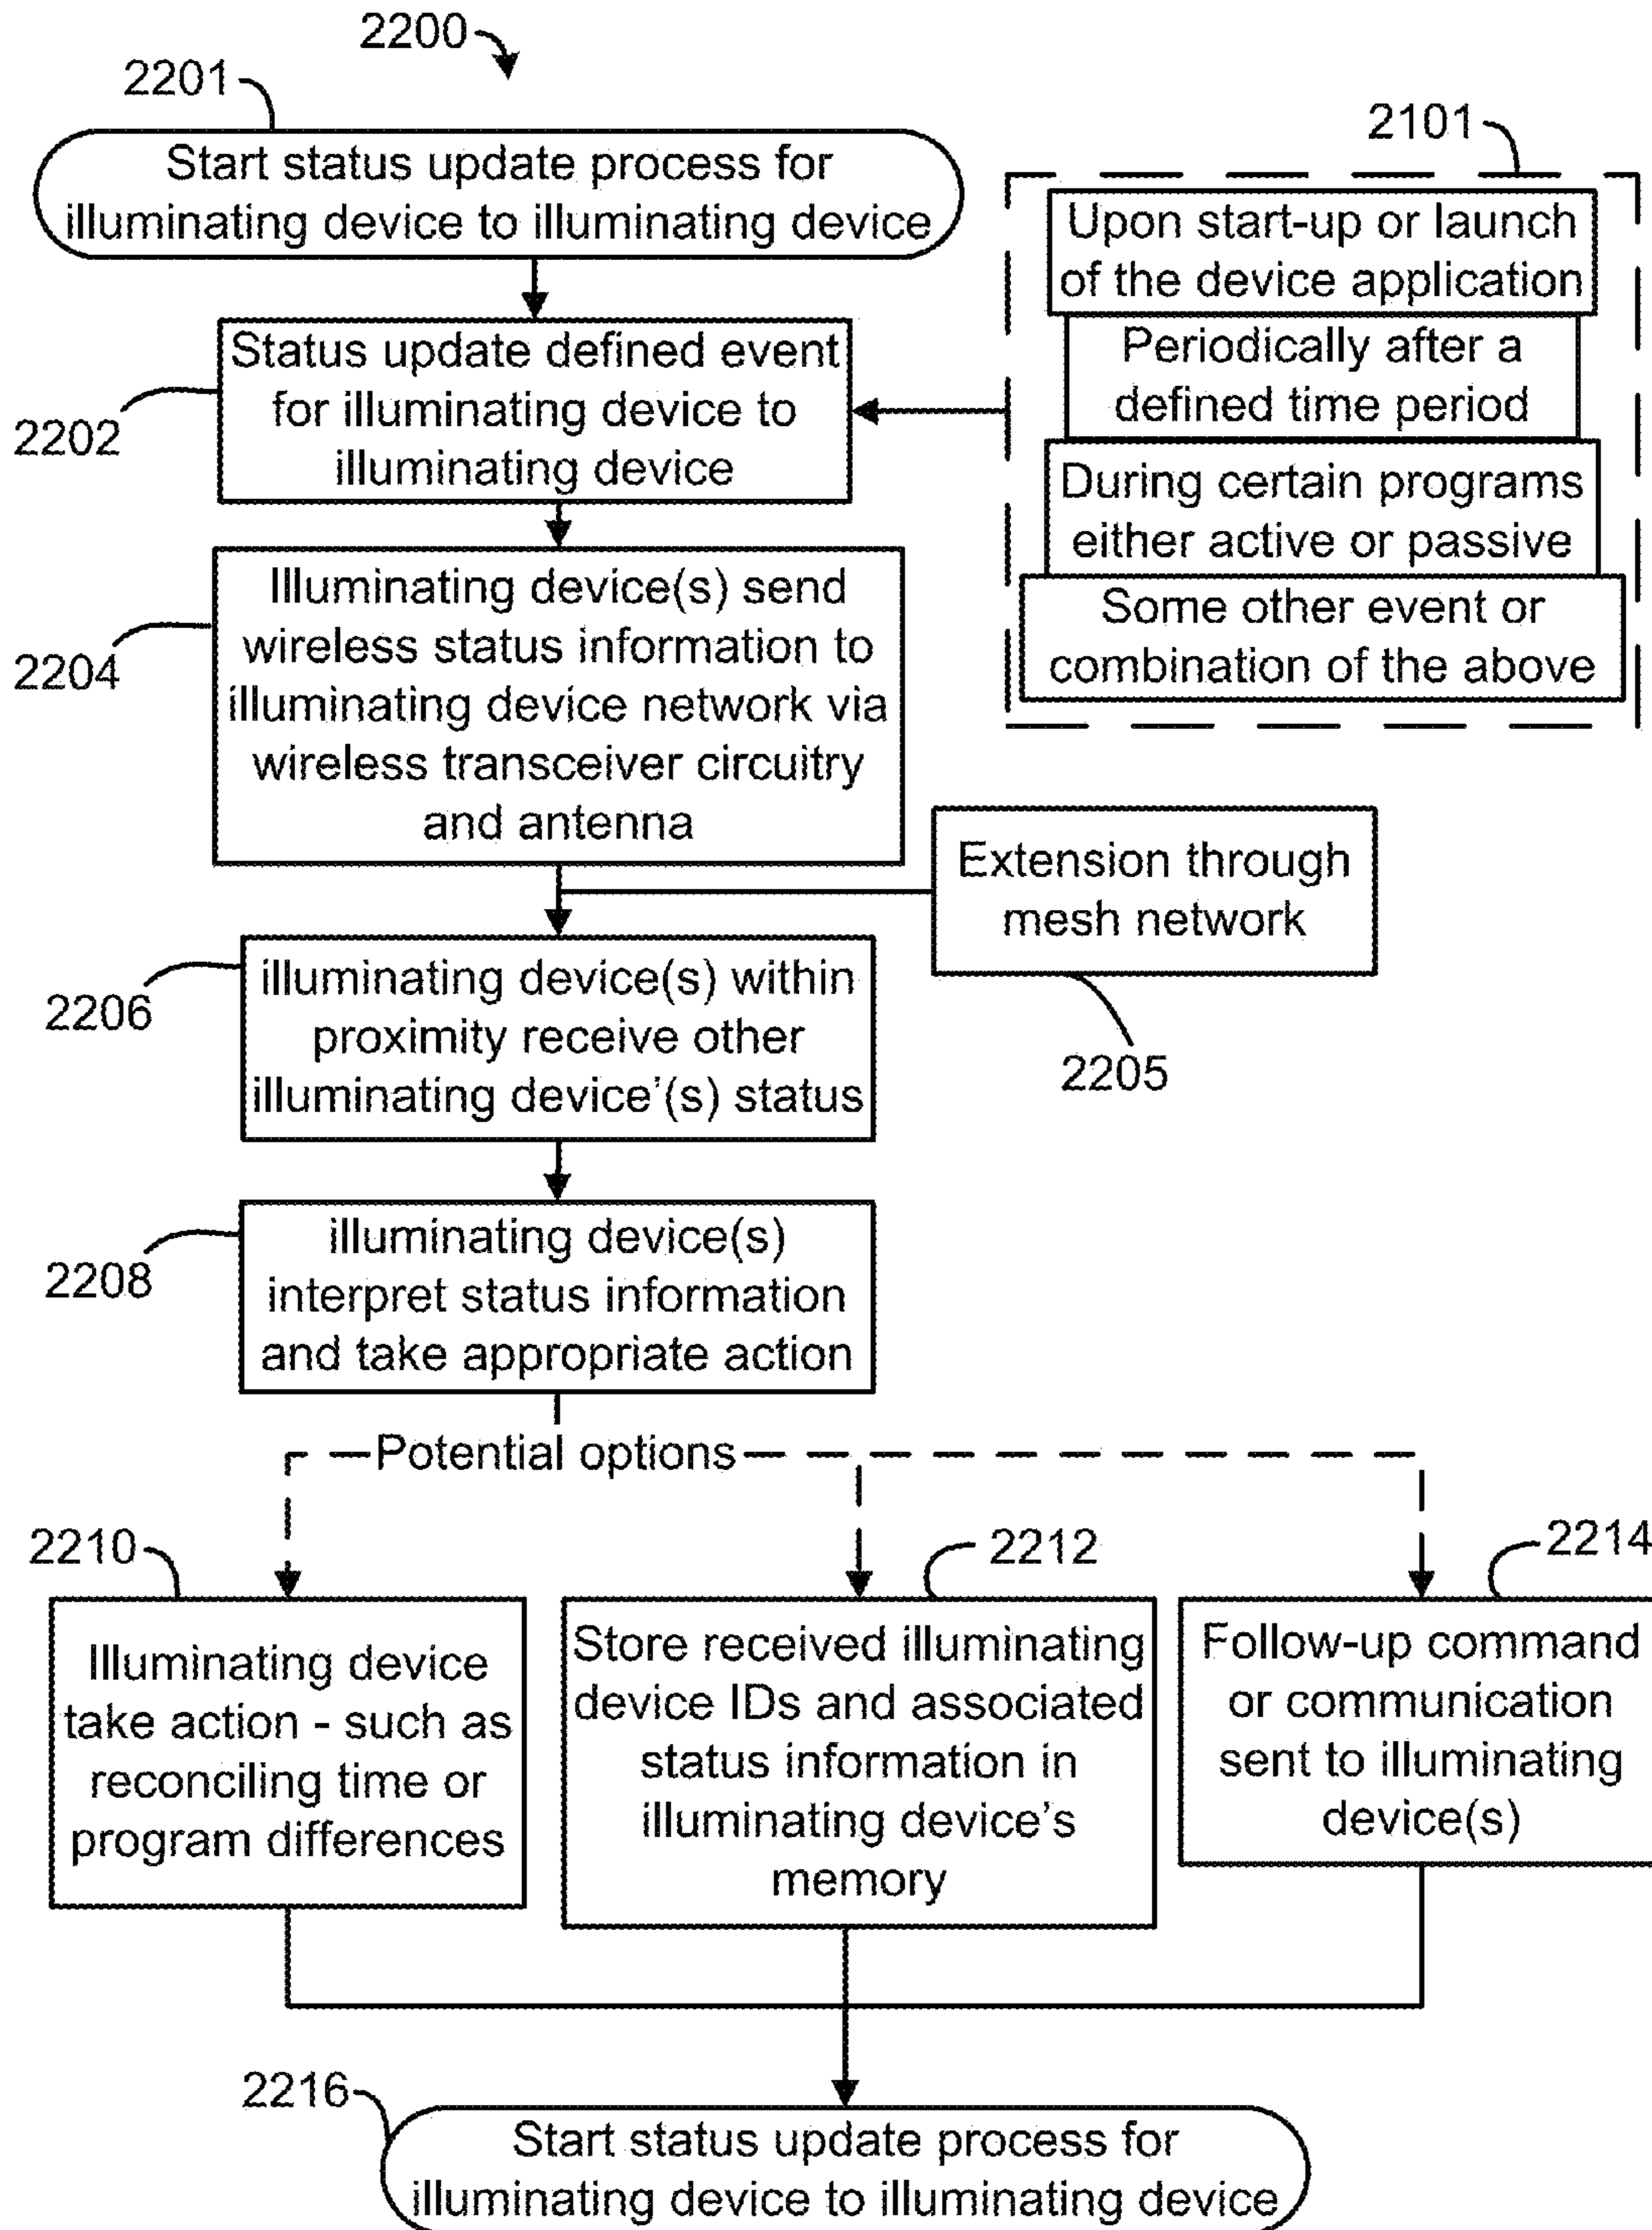 2200
2201
Start status update process for
illuminating device to illuminating device
2101
Upon start-up or launch
of the device application
Periodically after a
defined time period
During certain programs
either active or passive
Some other event or
combination of the above
Status update defined event
for illuminating device to
illuminating device
2202
Illuminating device(s) send
wireless status information to
illuminating device network via
wireless transceiver circuitry
and antenna
2204
Extension through
mesh network
2205
illuminating device(s) within
proximity receive other
illuminating device'(s) status
2206
illuminating device(s)
interpret status information
and take appropriate action
2208
Potential options
2210
2212
2214
Illuminating device
take action - such as
reconciling time or
program differences
Store received illuminating
device IDs and associated
status information in
illuminating device's
memory
Follow-up command
or communication
sent to illuminating
device(s)
2216
Start status update process for
illuminating device to illuminating device